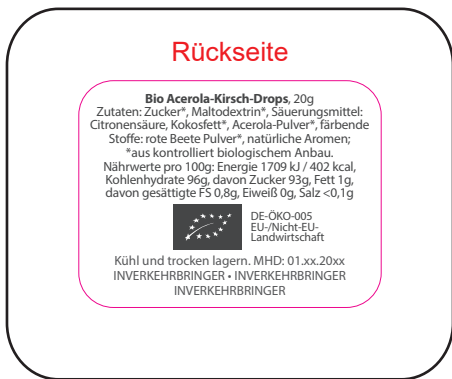 Rückseite
Bio Acerola-Kirsch-Drops, 20g
Zutaten: Zucker*, Maltodextrin*, Säuerungsmittel:
Citronensäure, Kokosfett*, Acerola-Pulver*, färbende
Stoffe: rote Beete Pulver*, natürliche Aromen;
*aus kontrolliert biologischem Anbau.
Nährwerte pro 100g: Energie 1709 kJ / 402 kcal,
Kohlenhydrate 96g, davon Zucker 93g, Fett 1g,
davon gesättigte FS 0,8g, Eiweiß 0g, Salz <0,1g
DE-ÖKO-005
EU-/Nicht-EU-
Landwirtschaft
Kühl und trocken lagern. MHD: 01.xx.20xx
INVERKEHRBRINGER • INVERKEHRBRINGER
INVERKEHRBRINGER